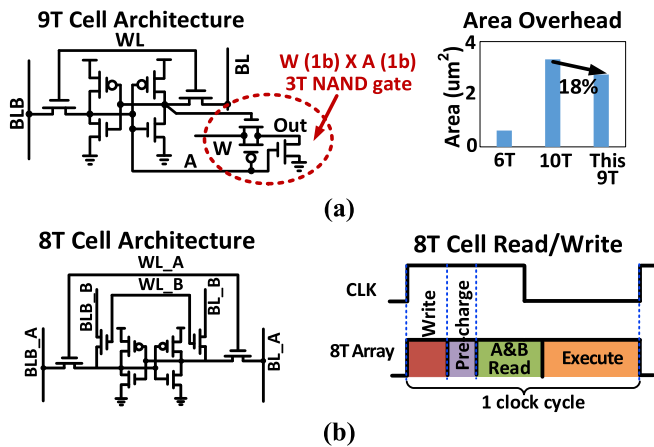 9T Cell Architecture
WL
BLB
BL
W (1b) X A (1b)
3T NAND gate
W
Out
A
Area Overhead
Area (um²)
4
2
0
18%
6T
10T
This
9T
(a)
8T Cell Architecture
WL_A
WL_B
BLB_A
BLB_B
BL_B
BL_A
8T Cell Read/Write
CLK
Write
Pre-charge
8T Array
A&B
Read
Execute
1 clock cycle
(b)